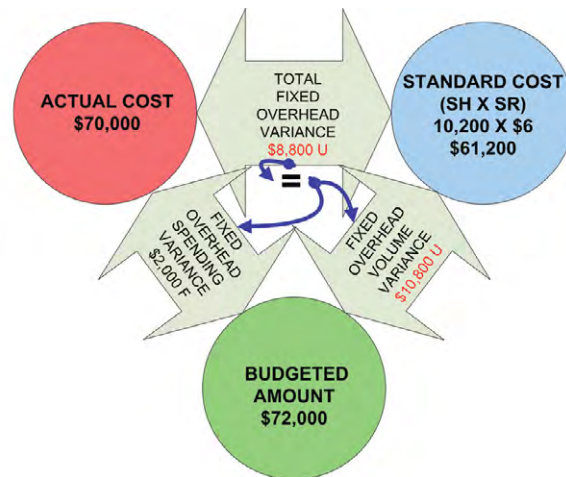 ACTUAL COST
$70,000
TOTAL
FIXED
OVERHEAD
VARIANCE
$8,800 U
=
STANDARD COST
(SH X SR)
10,200 X $6
$61,200
FIXED
OVERHEAD
SPENDING
VARIANCE
$2,000 F
FIXED
OVERHEAD
VOLUME
VARIANCE
$10,800 U
BUDGETED
AMOUNT
$72,000